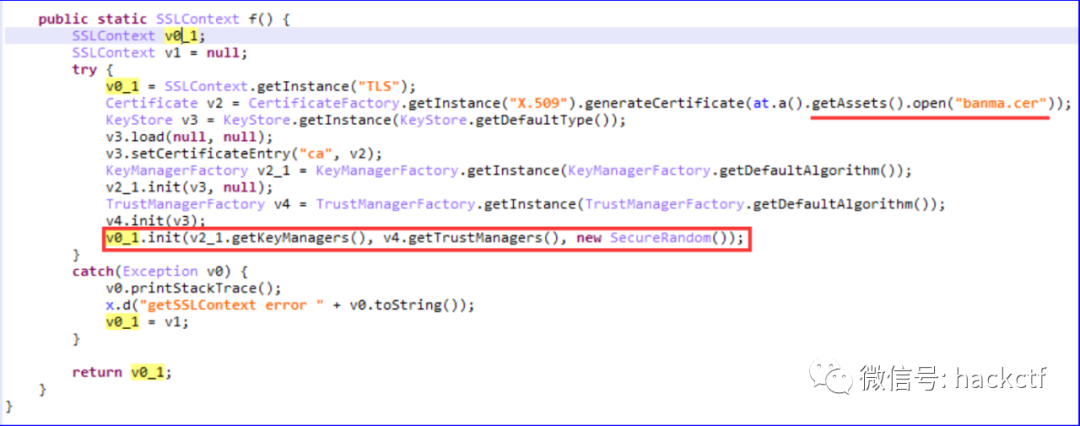 public static SSLContext f() {
SSLContext v0_1;
SSLContext v1 = null;
try {
v0_1 = SSLContext.getInstance("TLS");
Certificate v2 = CertificateFactory.getInstance("X.509").generateCertificate(at.a().getAssets().open("banma.cer"));
KeyStore v3 = KeyStore.getInstance(KeyStore.getDefaultType());
v3.load(null, null);
v3.setCertificateEntry("ca", v2);
KeyManagerFactory v2_1 = KeyManagerFactory.getInstance(KeyManagerFactory.getDefaultAlgorithm());
v2_1.init(v3, null);
TrustManagerFactory v4 = TrustManagerFactory.getInstance(TrustManagerFactory.getDefaultAlgorithm());
v4.init(v3);
v0_1.init(v2_1.getKeyManagers(), v4.getTrustManagers(), new SecureRandom());
}
catch(Exception v0) {
v0.printStackTrace();
x.d("getSSLContext error " + v0.toString());
v0_1 = v1;
}
return v0_1;
}
}
微信号: hackctf